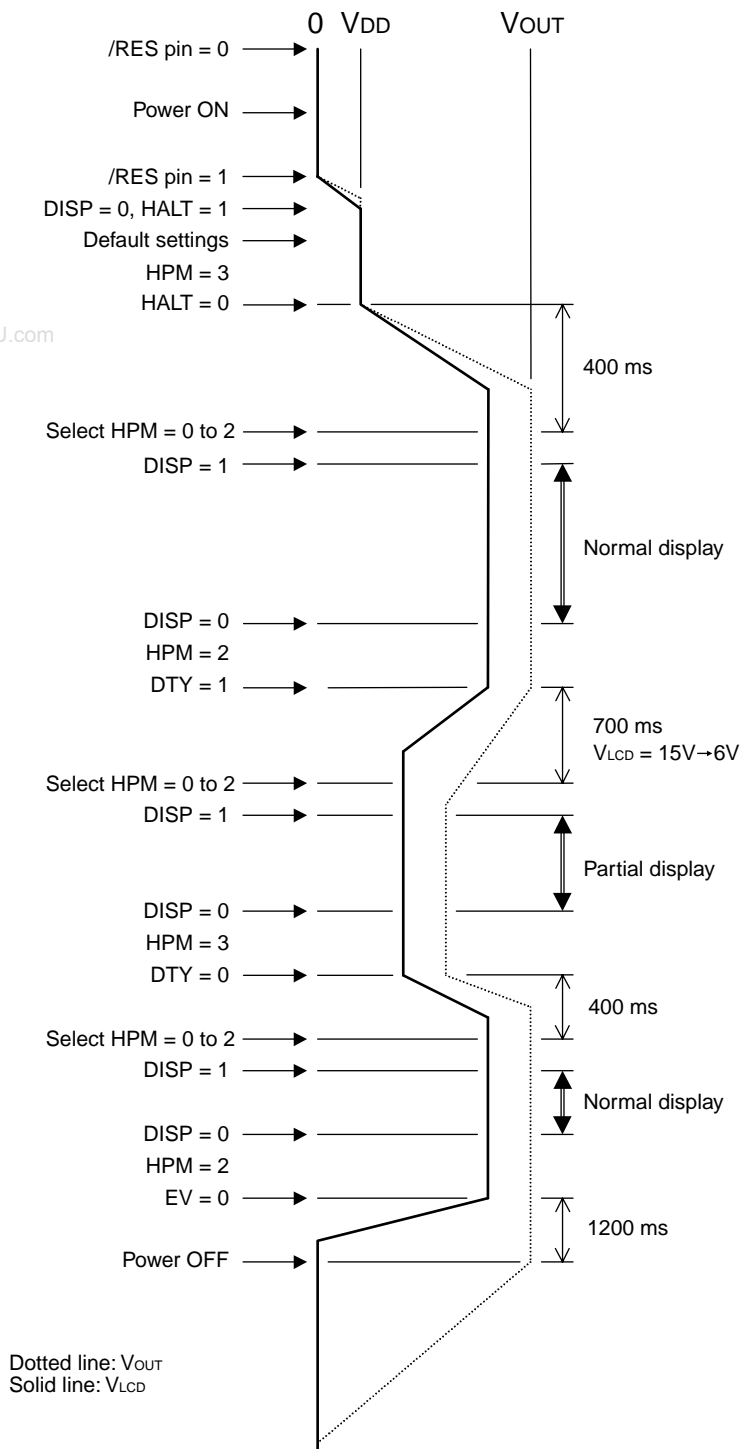 0 VDD VOUT
/RES pin = 0
Power ON
/RES pin = 1
DISP = 0, HALT = 1
Default settings
HPM = 3
HALT = 0
J.com
400 ms
Select HPM = 0 to 2
DISP = 1
Normal display
DISP = 0
HPM = 2
DTY = 1
700 ms
VLCD = 15V→6V
Select HPM = 0 to 2
DISP = 1
Partial display
DISP = 0
HPM = 3
DTY = 0
400 ms
Select HPM = 0 to 2
DISP = 1
Normal display
DISP = 0
HPM = 2
EV = 0
1200 ms
Power OFF
Dotted line: VOUT
Solid line: VLCD